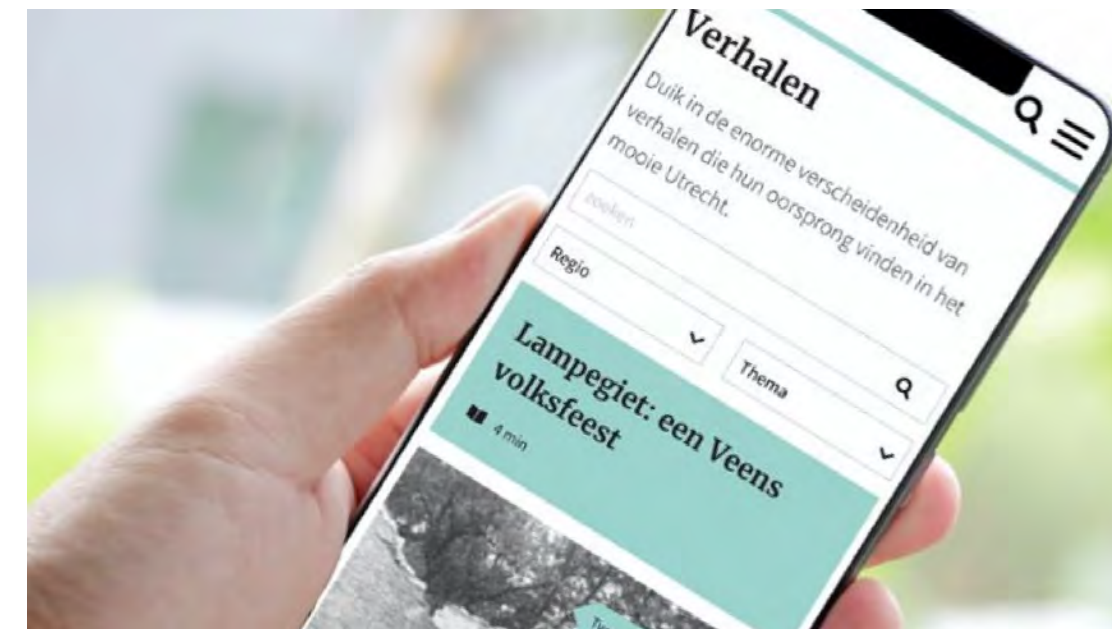 Verhalen
Duik in de enorme verscheidenheid van
verhalen die hun oorsprong vinden in het
mooie Utrecht.
zoeken
Regio
Thema
Lampegiet: een Veens
volksfeest
4 min